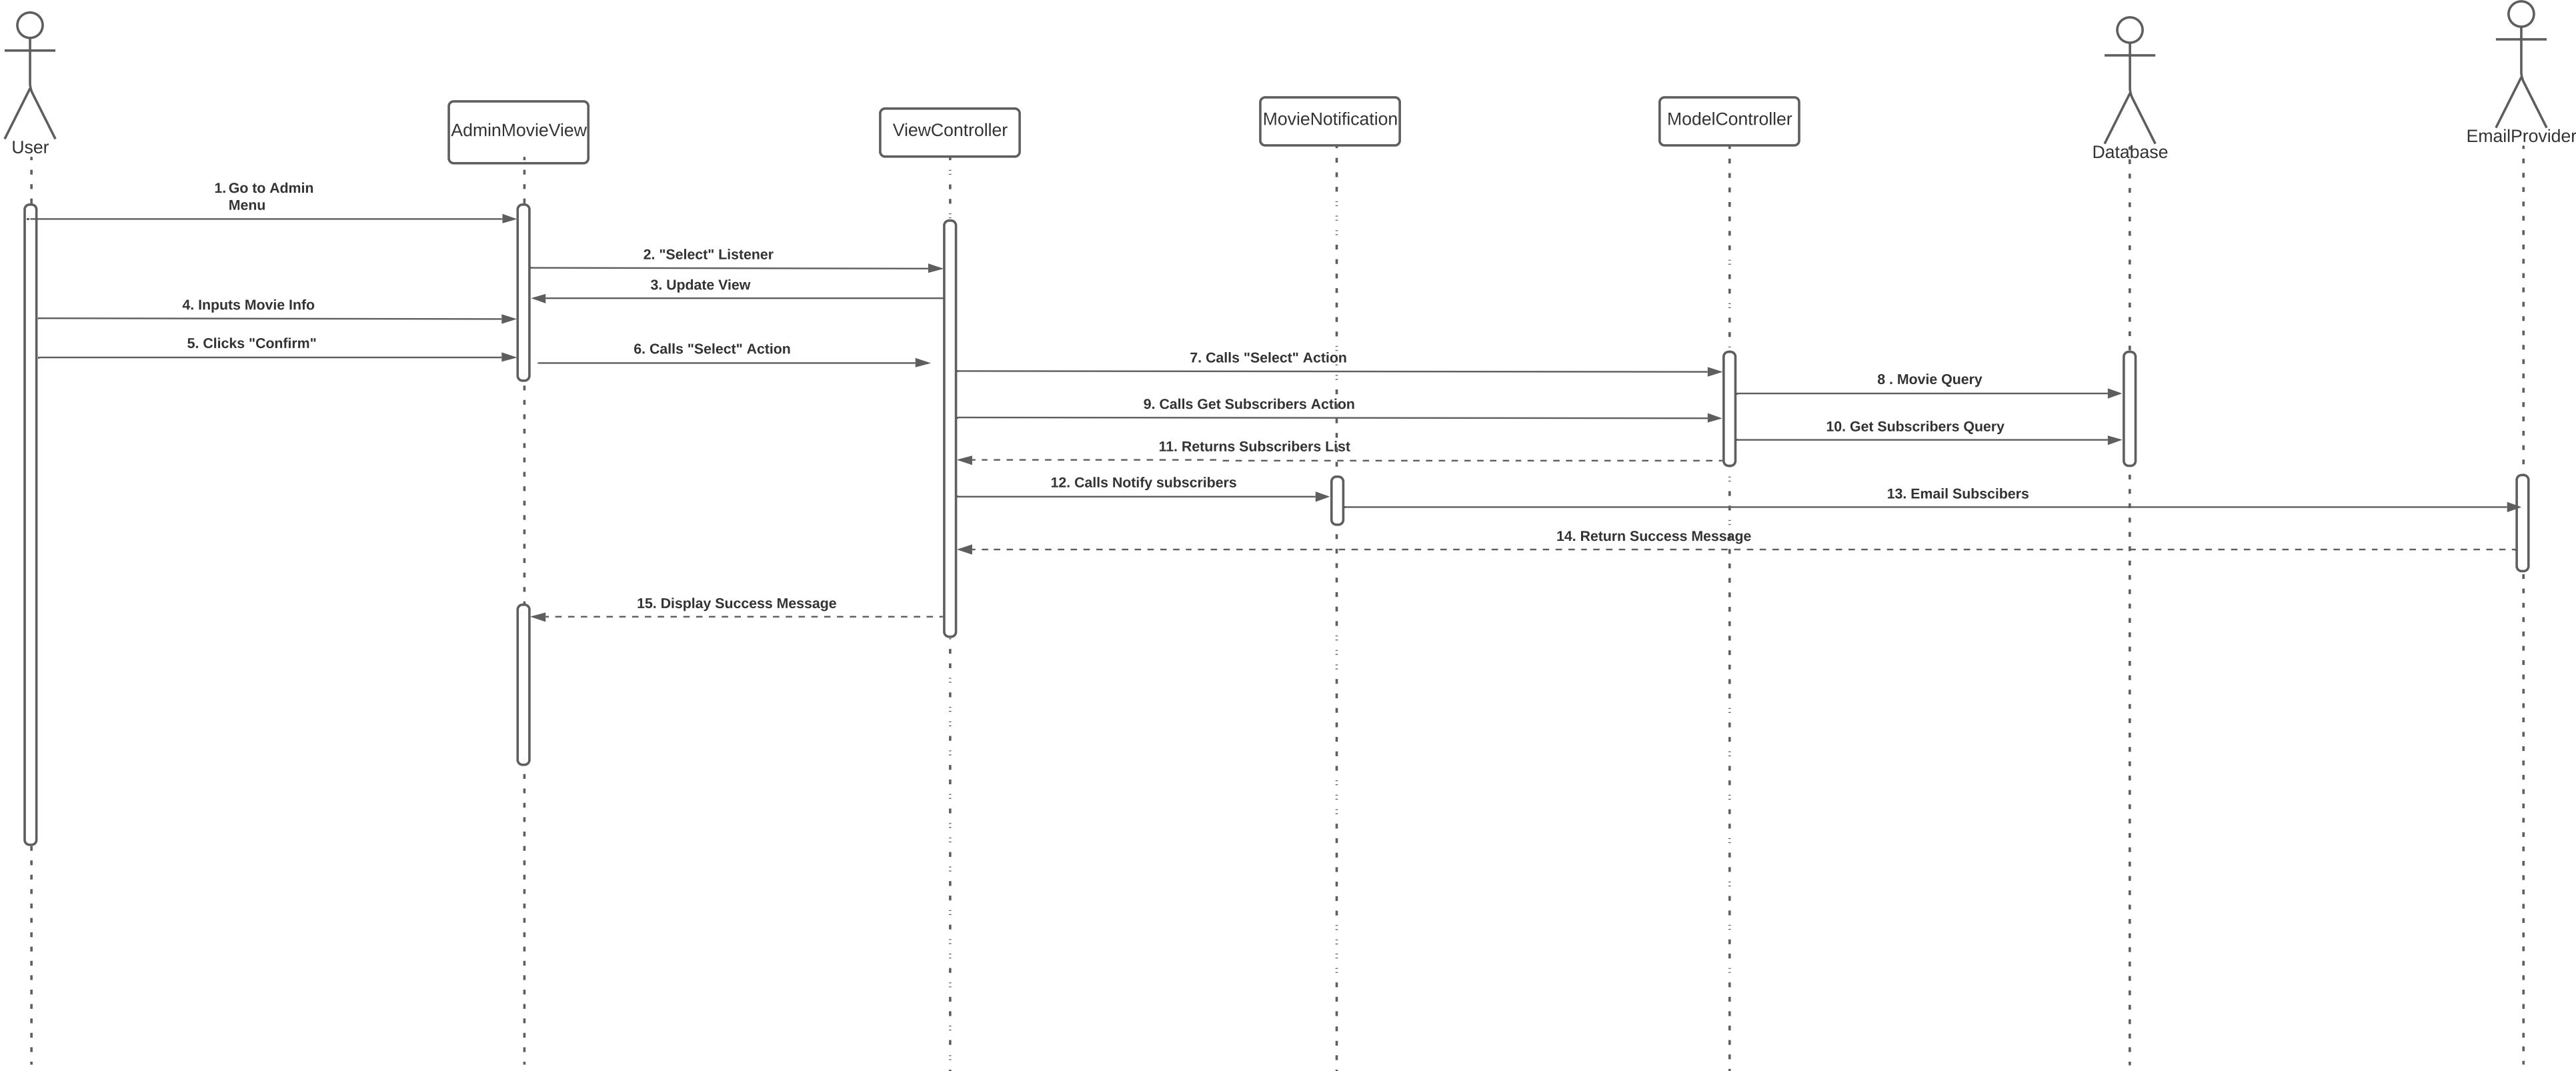 User
AdminMovieView
ViewController
MovieNotification
ModelController
Database
EmailProvider
1. Go to Admin
Menu
2. "Select" Listener
3. Update View
4. Inputs Movie Info
5. Clicks "Confirm"
6. Calls "Select" Action
7. Calls "Select" Action
8 . Movie Query
9. Calls Get Subscribers Action
10. Get Subscribers Query
11. Returns Subscribers List
12. Calls Notify subscribers
13. Email Subscibers
14. Return Success Message
15. Display Success Message